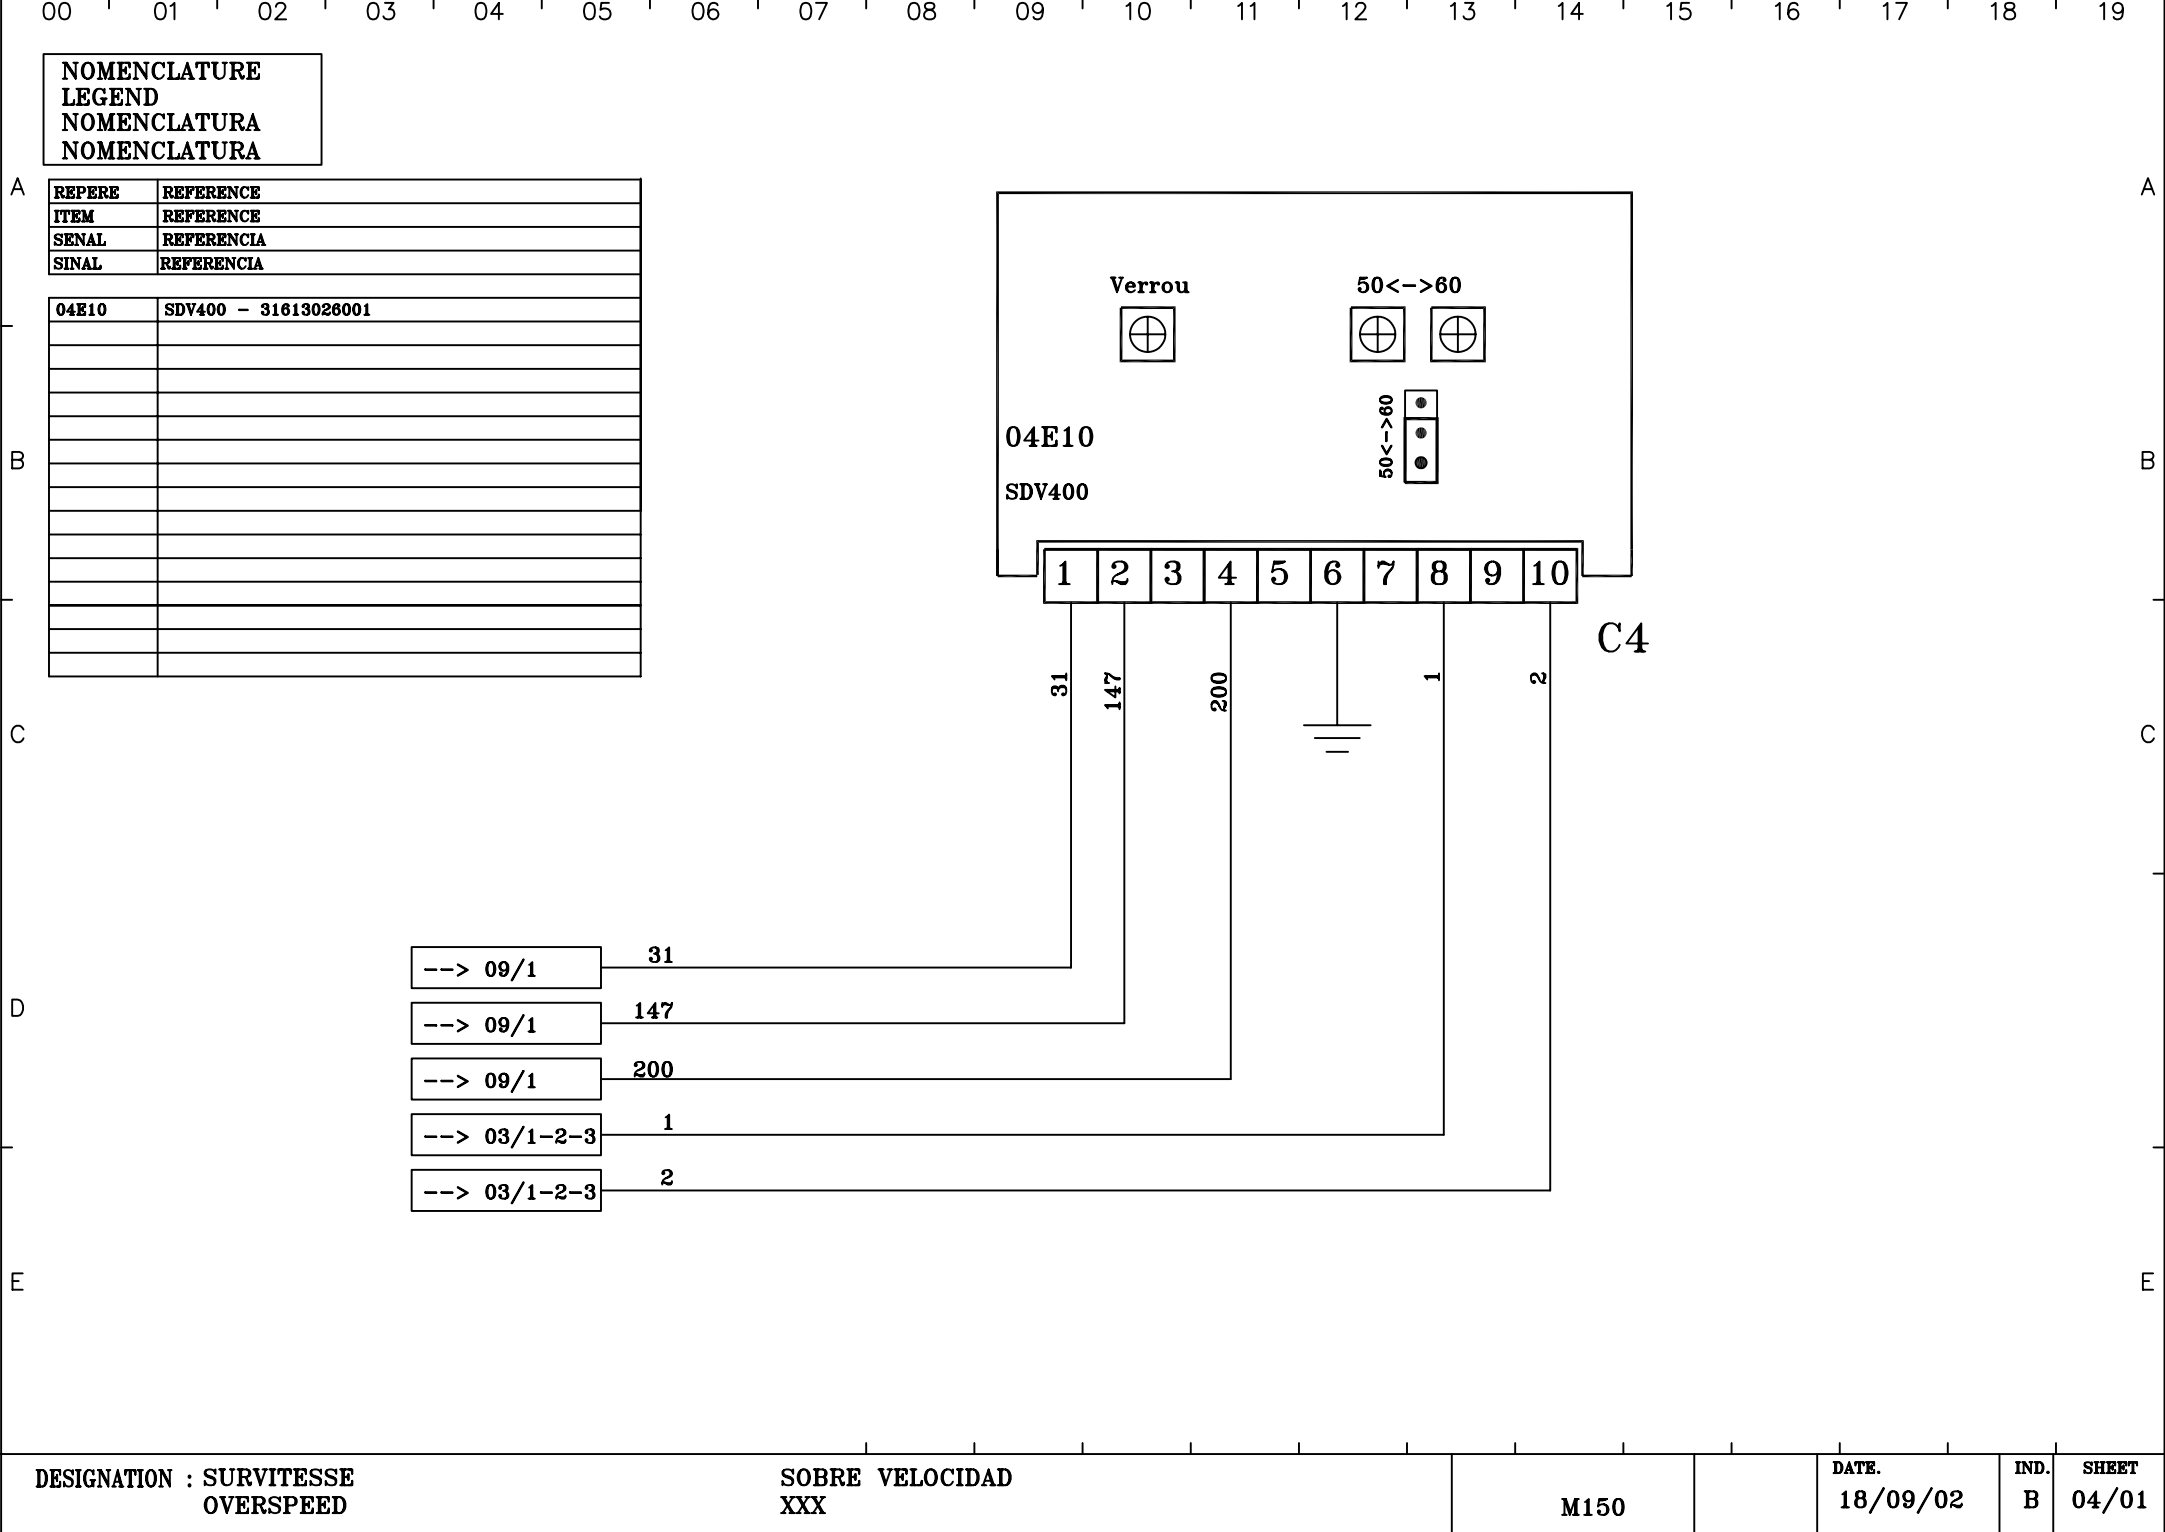 00 01 02 03 04 05 06 07 08 09 10 11 12 13 14 15 16 17 18 19
NOMENCLATURE
LEGEND
NOMENCLATURA
NOMENCLATURA
A A
REPERE REFERENCE
ITEM REFERENCE
SENAL REFERENCIA
SINAL REFERENCIA
04E10 SDV400 - 31613026001
Verrou 50<->60
50<->60
04E10
B B
SDV400
1 2 3 4 5 6 7 8 9 10
C4
31 147 200 1 2
C C
--> 09/1 31
D D
--> 09/1 147
--> 09/1 200
--> 03/1-2-3 1
--> 03/1-2-3 2
E E
DESIGNATION : SURVITESSE SOBRE VELOCIDAD
OVERSPEED XXX
M150
DATE. IND. SHEET
18/09/02 B 04/01